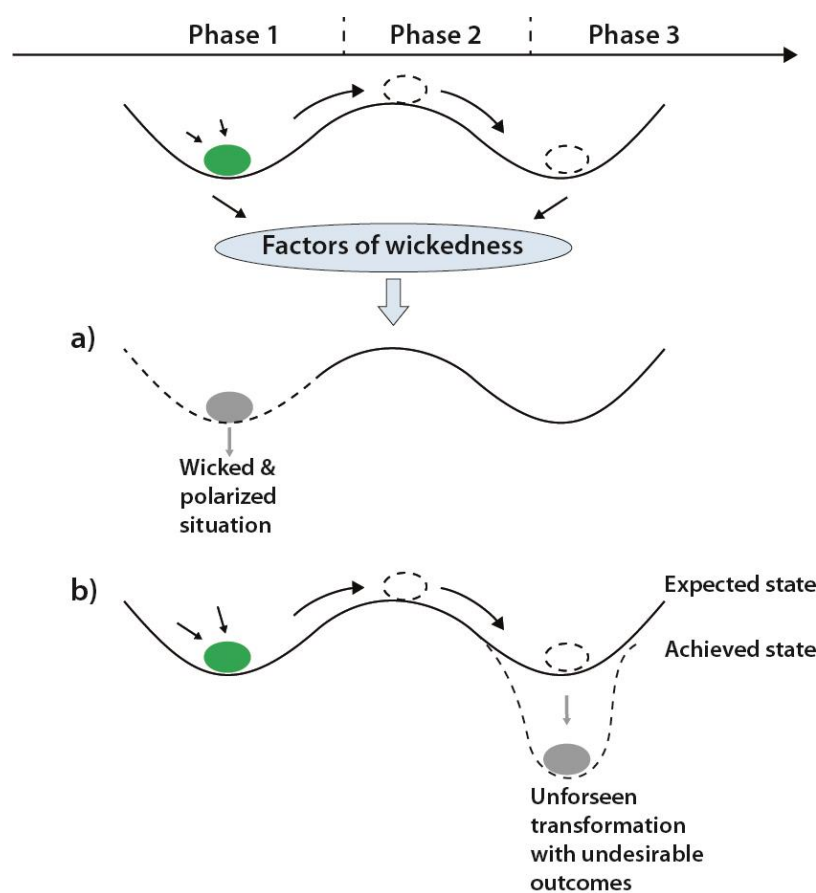 Phase 1
Phase 2
Phase 3
Factors of wickedness
a)
Wicked &
polarized
situation
b)
Expected state
Achieved state
Unforseen
transformation
with undesirable
outcomes